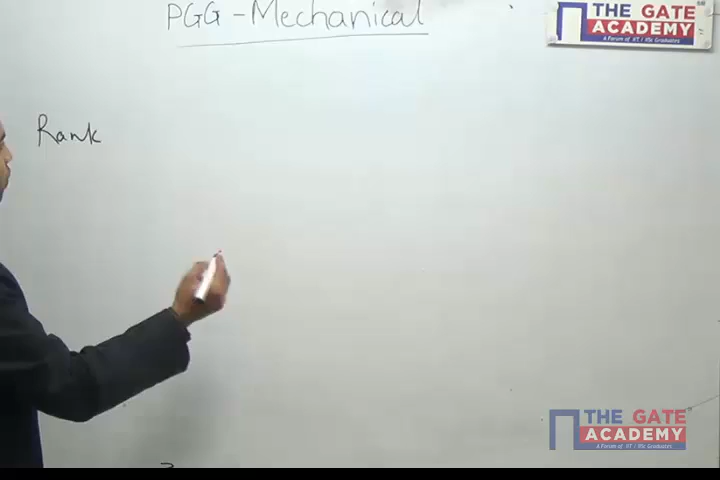 PGG - Mechanical
THE GATE
ACADEMY
A Forum of IIT / IISc Graduates
Rank
THE GATE
ACADEMY
A Forum of IIT / IISc Graduates